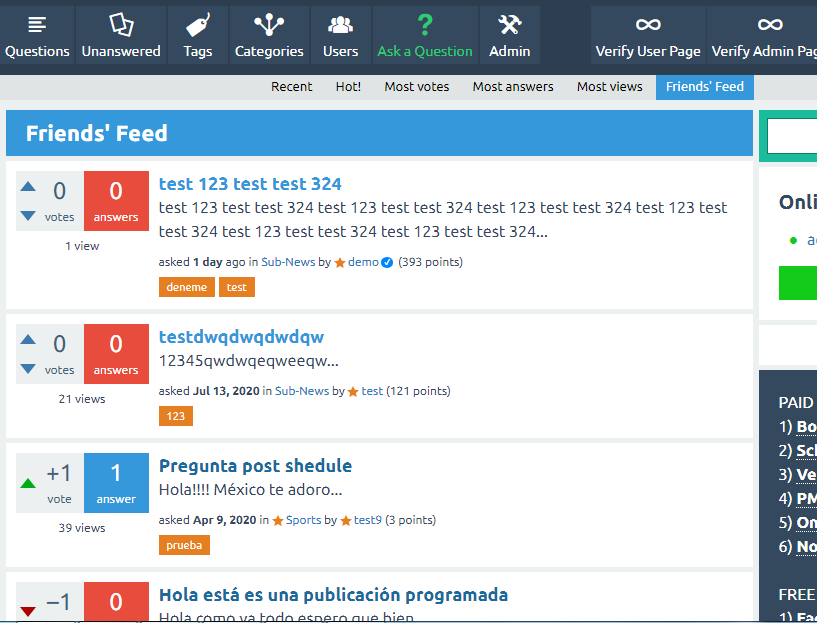 Questions Unanswered Tags Categories Users Ask a Question Admin Verify User Page Verify Admin Pag
Recent Hot! Most votes Most answers Most views Friends' Feed
Friends' Feed
0 votes
0 answers
1 view
test 123 test test 324
test 123 test test 324 test 123 test test 324 test 123 test test 324 test 123 test
test 324 test 123 test test 324 test 123 test test 324...
asked 1 day ago in Sub-News by demo (393 points)
deneme test
0 votes
0 answers
21 views
testdwqdwqdwdqw
12345qwdwqeqweeqw...
asked Jul 13, 2020 in Sub-News by test (121 points)
123
+1 vote
1 answer
39 views
Pregunta post shedule
Hola!!!! México te adoro...
asked Apr 9, 2020 in Sports by test9 (3 points)
prueba
−1
0
Hola está es una publicación programada
Hola como va todo espero que bien
Onli
PAID
1) Bo
2) Scl
3) Ve
4) PM
5) On
6) No
FREE